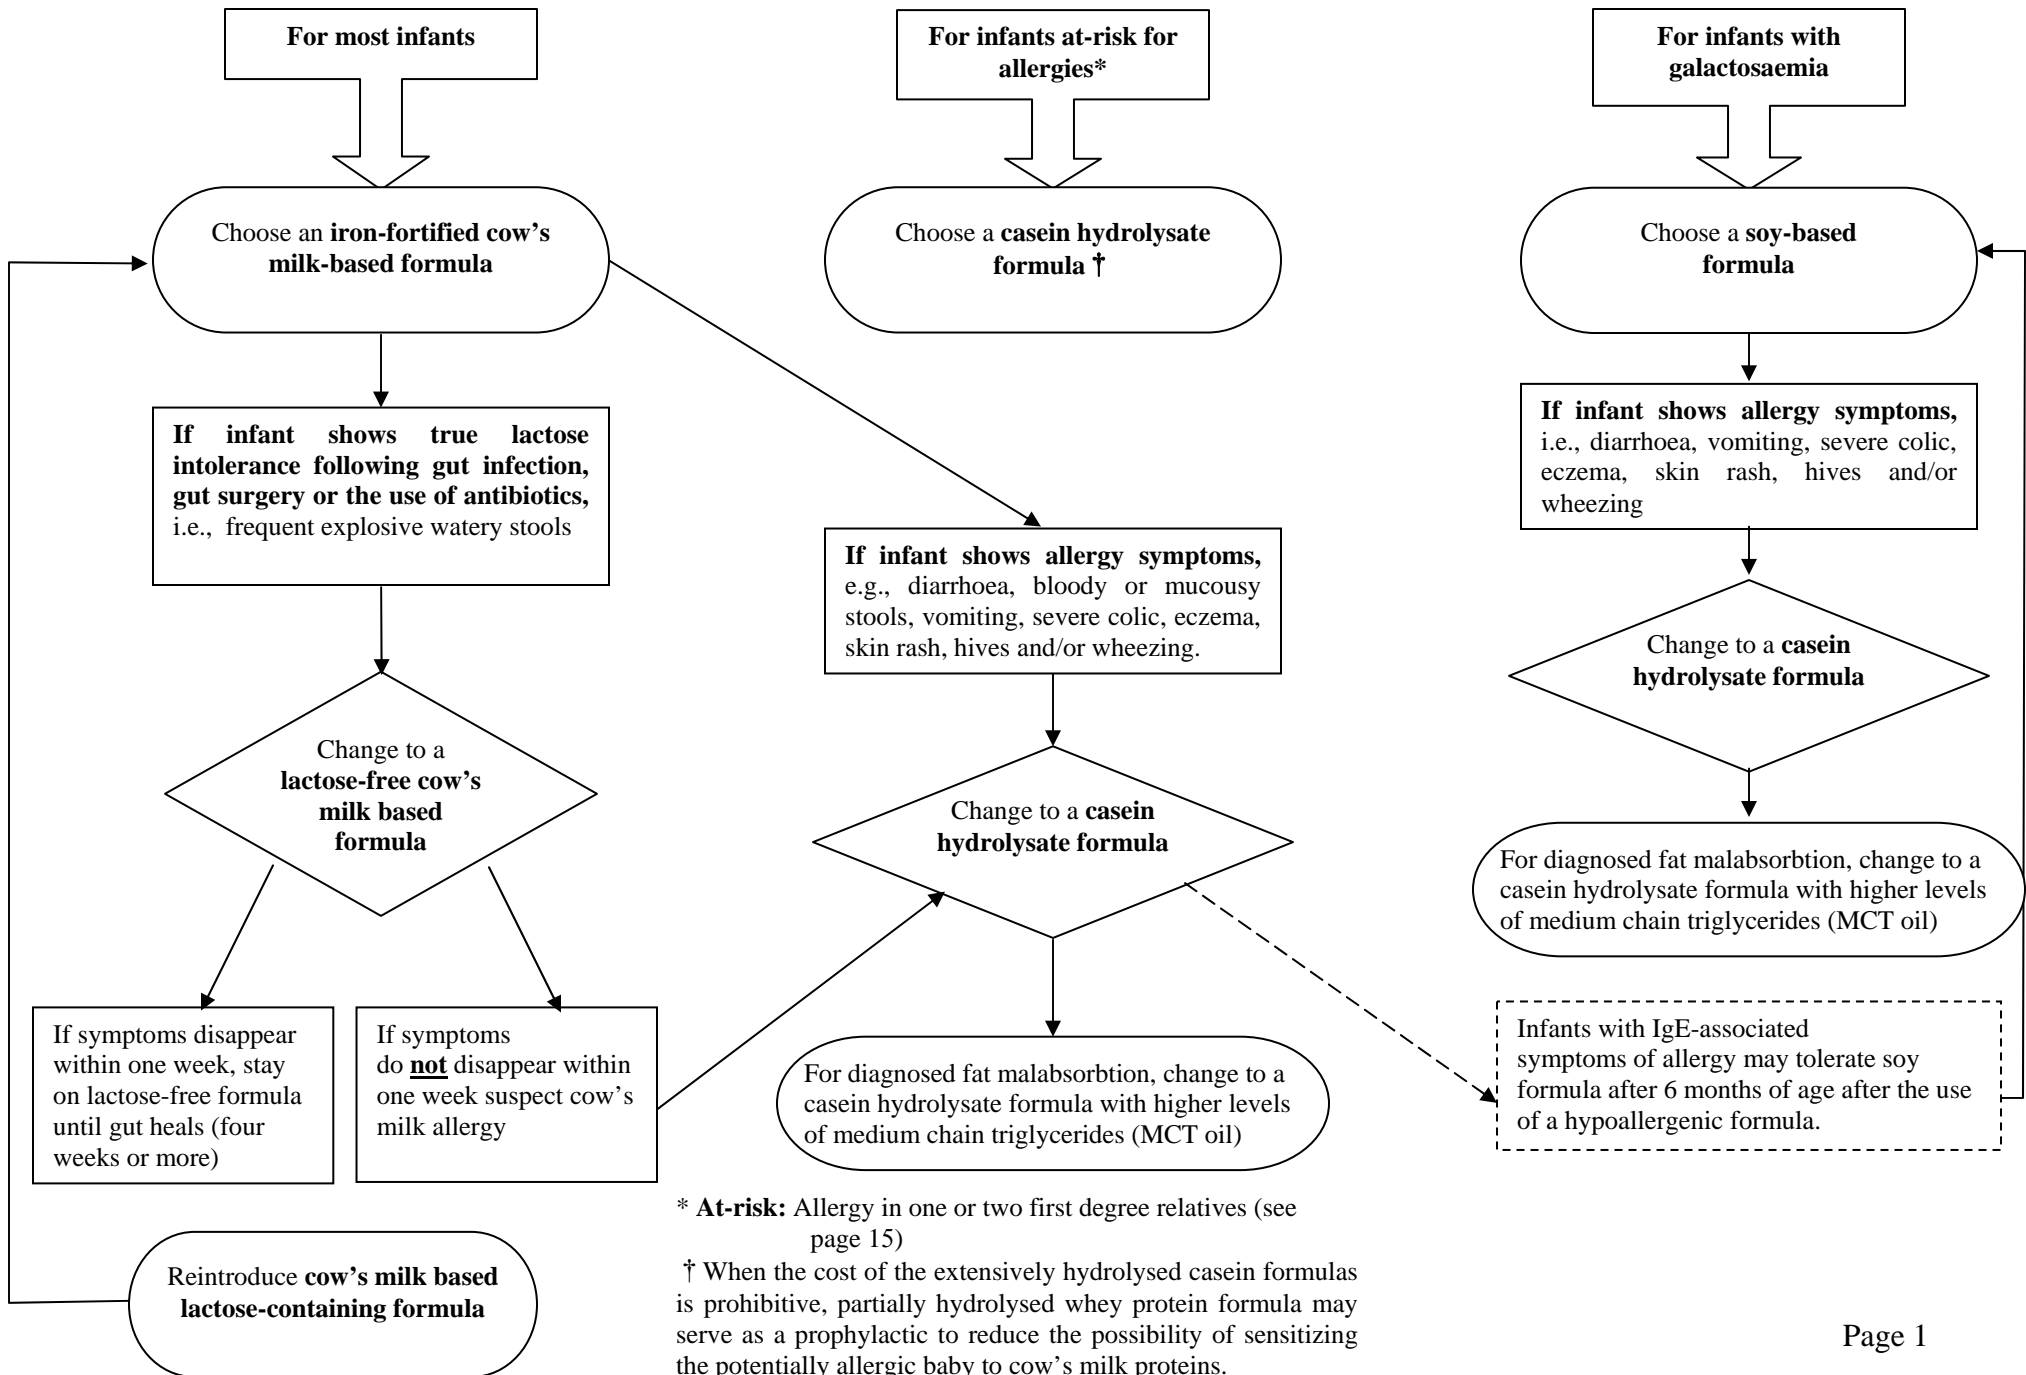 For most infants
For infants at-risk for
allergies*
For infants with
galactosaemia
Choose an iron-fortified cow's
milk-based formula
Choose a casein hydrolysate
formula †
Choose a soy-based
formula
If infant shows true lactose
intolerance following gut infection,
gut surgery or the use of antibiotics,
i.e., frequent explosive watery stools
If infant shows allergy symptoms,
e.g., diarrhoea, bloody or mucousy
stools, vomiting, severe colic, eczema,
skin rash, hives and/or wheezing.
If infant shows allergy symptoms,
i.e., diarrhoea, vomiting, severe colic,
eczema, skin rash, hives and/or
wheezing
Change to a
lactose-free cow's
milk based
formula
Change to a casein
hydrolysate formula
Change to a casein
hydrolysate formula
For diagnosed fat malabsorbtion, change to a
casein hydrolysate formula with higher levels
of medium chain triglycerides (MCT oil)
If symptoms disappear
within one week, stay
on lactose-free formula
until gut heals (four
weeks or more)
If symptoms
do not disappear within
one week suspect cow's
milk allergy
For diagnosed fat malabsorbtion, change to a
casein hydrolysate formula with higher levels
of medium chain triglycerides (MCT oil)
Infants with IgE-associated
symptoms of allergy may tolerate soy
formula after 6 months of age after the use
of a hypoallergenic formula.
Reintroduce cow's milk based
lactose-containing formula
* At-risk: Allergy in one or two first degree relatives (see
page 15)
† When the cost of the extensively hydrolysed casein formulas
is prohibitive, partially hydrolysed whey protein formula may
serve as a prophylactic to reduce the possibility of sensitizing
the potentially allergic baby to cow's milk proteins.
Page 1